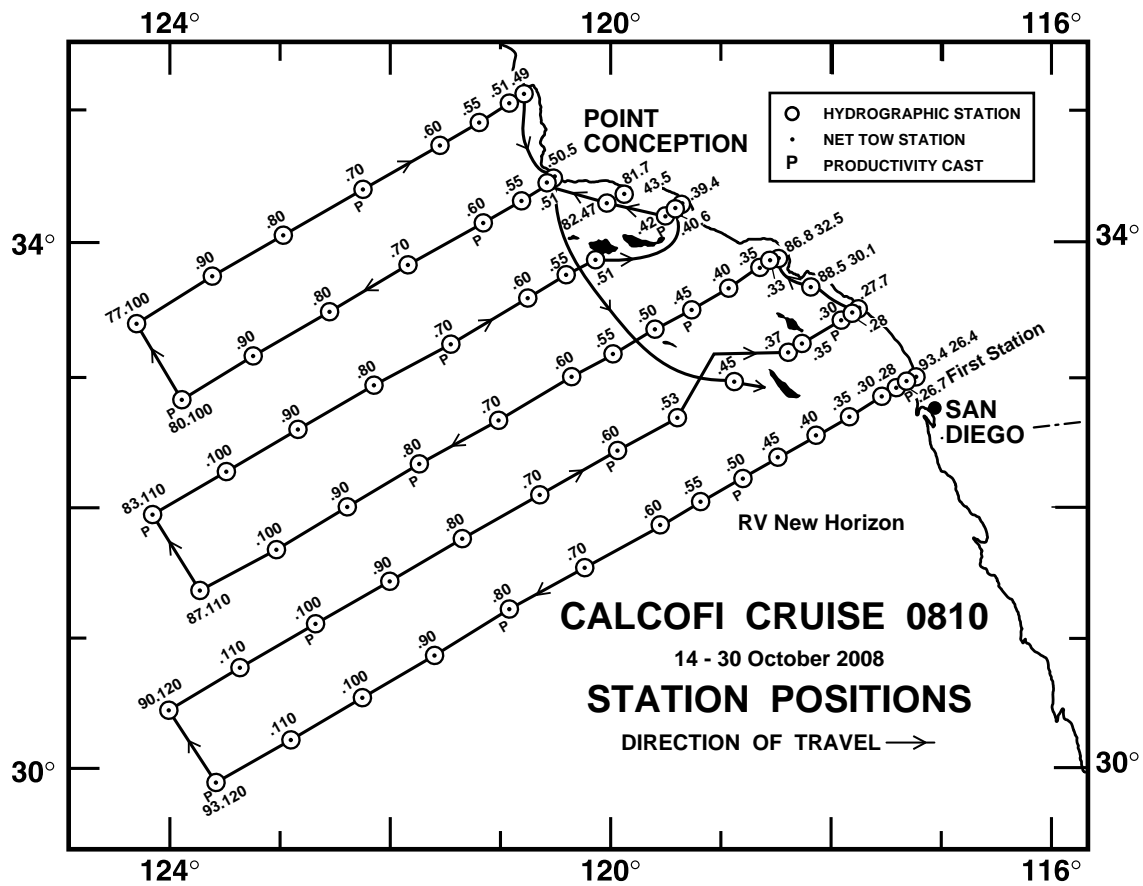 124° 120° 116°
POINT
CONCEPTION
HYDROGRAPHIC STATION
NET TOW STATION
P PRODUCTIVITY CAST
34° 34°
30° 30°
.49
.51
.55
.60
.70
P
.80
.90
77.100
.50.5
.51
.55
.60
P
.70
.80
.90
P
80.100
81.7
43.5
.39.4
.40.6
.42
P
82.47
.51
.55
.60
.70
P
.80
.90
.100
83.110
P
86.8 32.5
.33
.35
.40
.45
P
.50
.55
.60
.70
.80
P
.90
.100
87.110
88.5 30.1
.27.7
.28
.30
P
.35
.37
.45
.53
.60
P
.70
.80
.90
.100
P
.110
90.120
93.4 26.4
First Station
26.7
P
.28
.30
.35
.40
.45
.50
P
.55
.60
.70
.80
P
.90
.100
.110
P
93.120
SAN
DIEGO
RV New Horizon
CALCOFI CRUISE 0810
14 - 30 October 2008
STATION POSITIONS
DIRECTION OF TRAVEL
124° 120° 116°